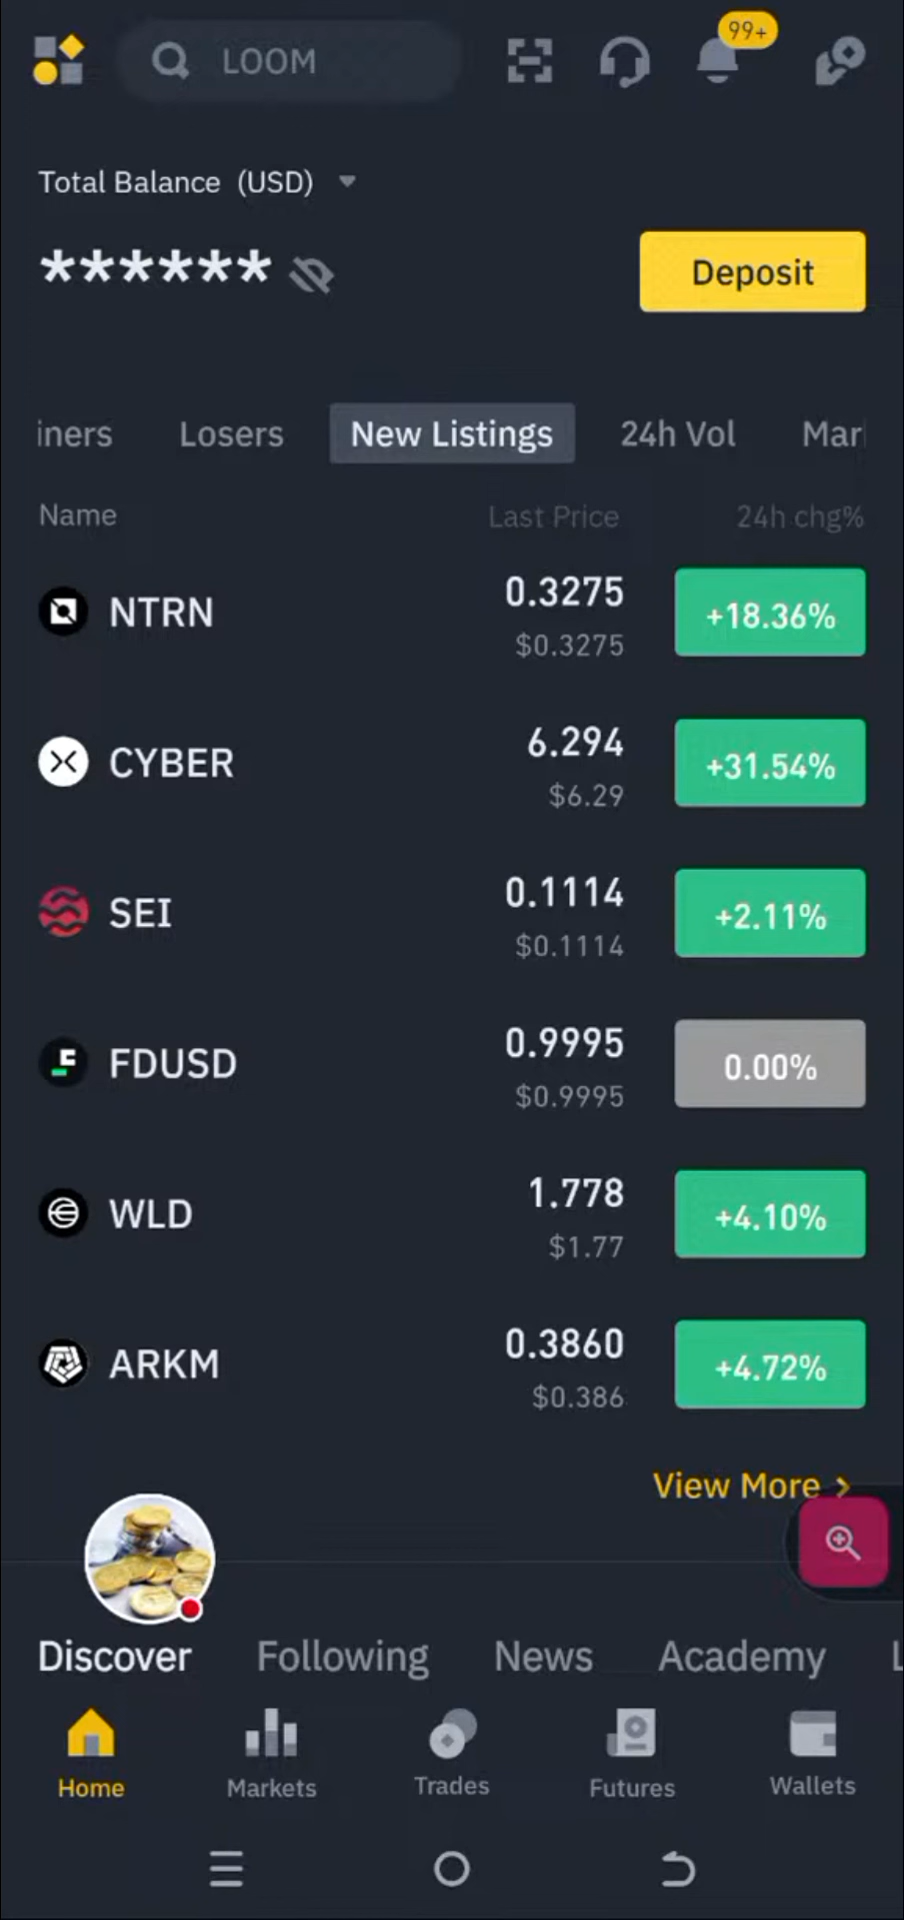 LOOM
99+
Total Balance (USD)
******
Deposit
iners Losers New Listings 24h Vol Mar
Name Last Price 24h chg%
NTRN 0.3275 +18.36%
$0.3275
CYBER 6.294 +31.54%
$6.29
SEI 0.1114 +2.11%
$0.1114
FDUSD 0.9995 0.00%
$0.9995
WLD 1.778 +4.10%
$1.77
ARKM 0.3860 +4.72%
$0.386
View More >
Discover Following News Academy L
Home Markets Trades Futures Wallets